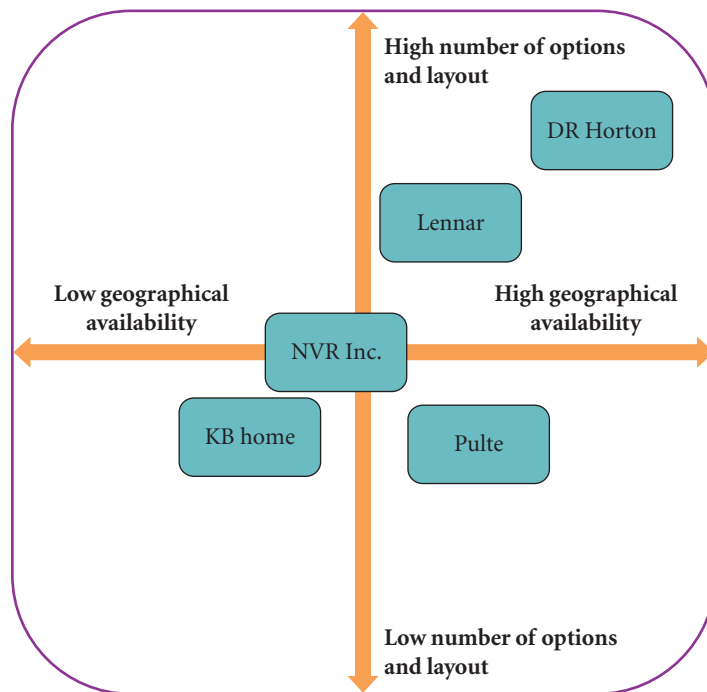 High number of options
and layout
DR Horton
Lennar
Low geographical
availability
High geographical
availability
NVR Inc.
KB home
Pulte
Low number of options
and layout